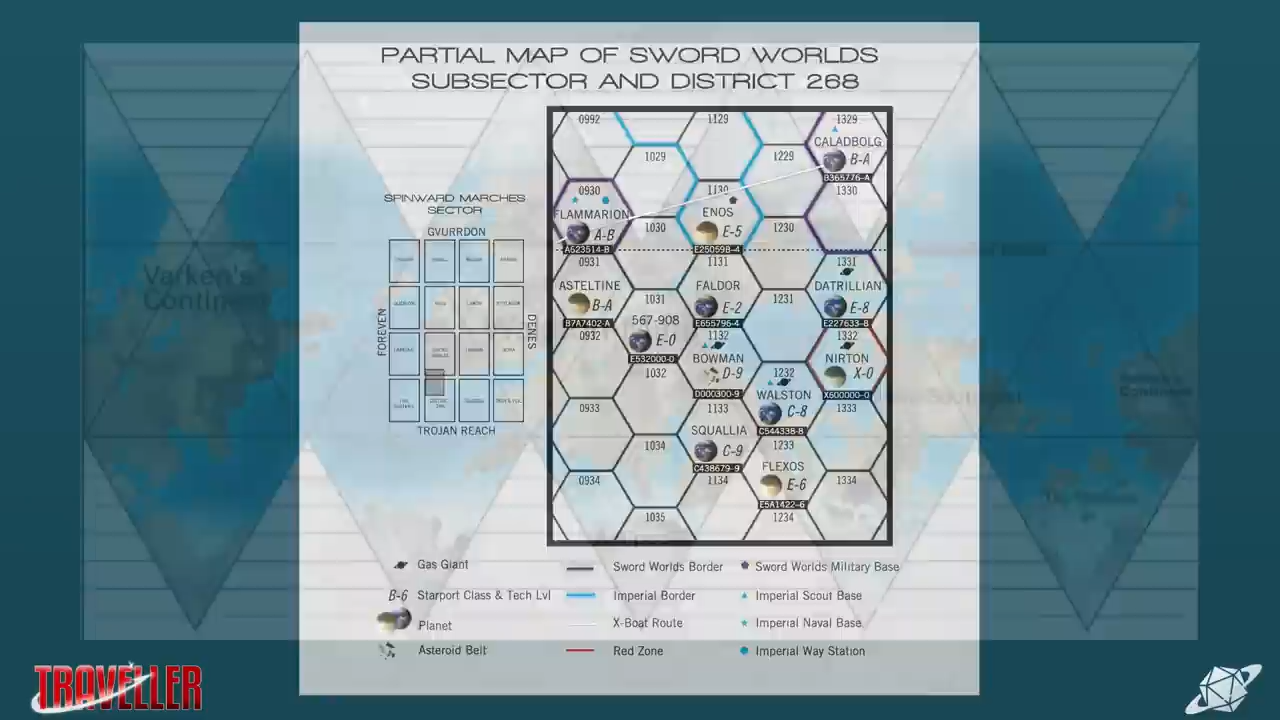 PARTIAL MAP OF SWORD WORLDS
SUBSECTOR AND DISTRICT 268
SPINWARD MARCHES
SECTOR
GVURRDON
FOREVEN
DENEB
TROJAN REACH
Varken's
Continent
0992
1129
1329
CALADBOLG
B-A
B365776-A
1029
1229
0930
FLAMMARION
A-B
A623514-B
1130
ENOS
E-5
E25059B-4
1330
1030
1230
0931
ASTELTINE
B-A
B7A7402-A
1131
FALDOR
E-2
E655796-4
1331
DATRILLIAN
E-8
E227633-8
1031
567-908
E-0
E532000-0
1231
0932
1132
BOWMAN
D-9
D000300-9
1332
NIRTON
X-0
X600000-0
1032
1232
WALSTON
C-8
C544338-8
0933
1133
SQUALLIA
C-9
C438679-9
1333
1034
1233
FLEXOS
E-6
E5A1422-6
0934
1134
1334
1035
1234
Gas Giant
B-6 Starport Class & Tech Lvl
Planet
Asteroid Belt
Sword Worlds Border
Imperial Border
X-Boat Route
Red Zone
Sword Worlds Military Base
Imperial Scout Base
Imperial Naval Base
Imperial Way Station
TRAVELLER